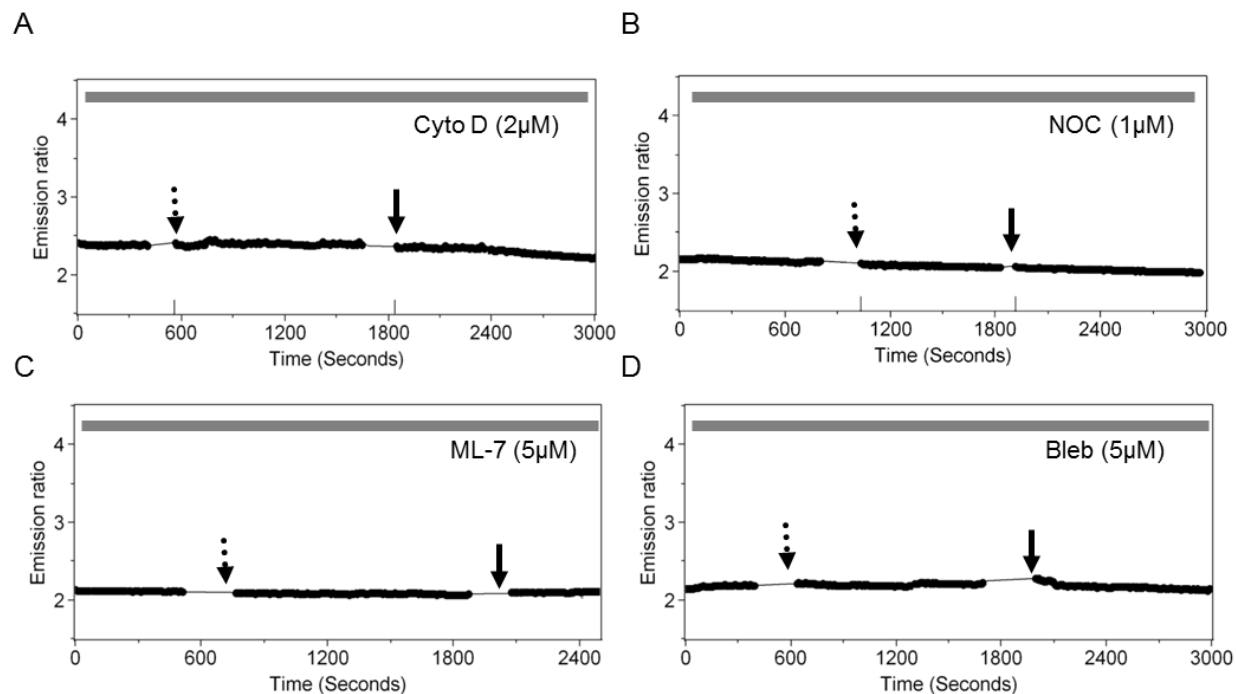 A
Cyto D (2µM)
Emission ratio
4
3
2
0
600
1200
1800
2400
3000
Time (Seconds)
B
NOC (1µM)
Emission ratio
4
3
2
0
600
1200
1800
2400
3000
Time (Seconds)
C
ML-7 (5µM)
Emission ratio
4
3
2
0
600
1200
1800
2400
Time (Seconds)
D
Bleb (5µM)
Emission ratio
4
3
2
0
600
1200
1800
2400
3000
Time (Seconds)